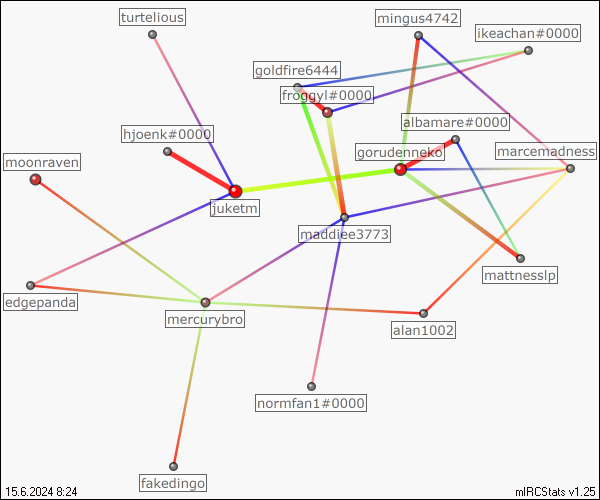 turtelious
mingus4742
ikeachan#0000
goldfire6444
froggyl#0000
albamare#0000
hjoenk#0000
gorudenneko
marcemadness
moonraven
juketm
maddiee3773
mattnesslp
edgepanda
mercurybro
alan1002
normfan1#0000
fakedingo
15.6.2024 8:24
mIRCStats v1.25